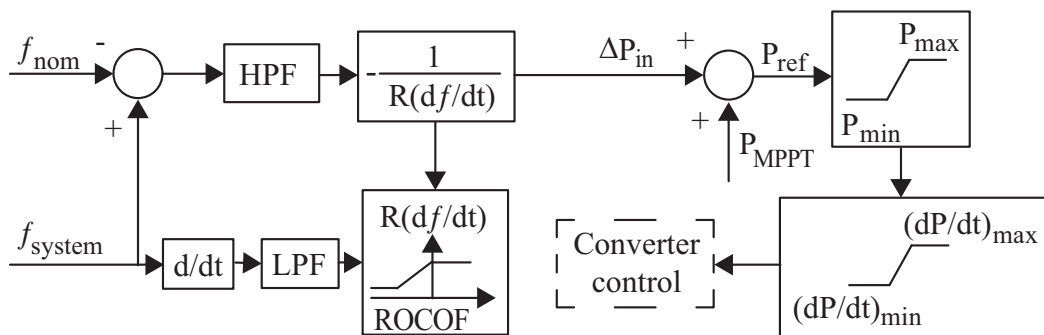 f_nom
-
+
HPF
- 1 / R(df/dt)
ΔP_in
+
+
P_MPPT
P_ref
P_max
P_min
f_system
d/dt
LPF
R(df/dt)
ROCOF
Converter
control
(dP/dt)_max
(dP/dt)_min